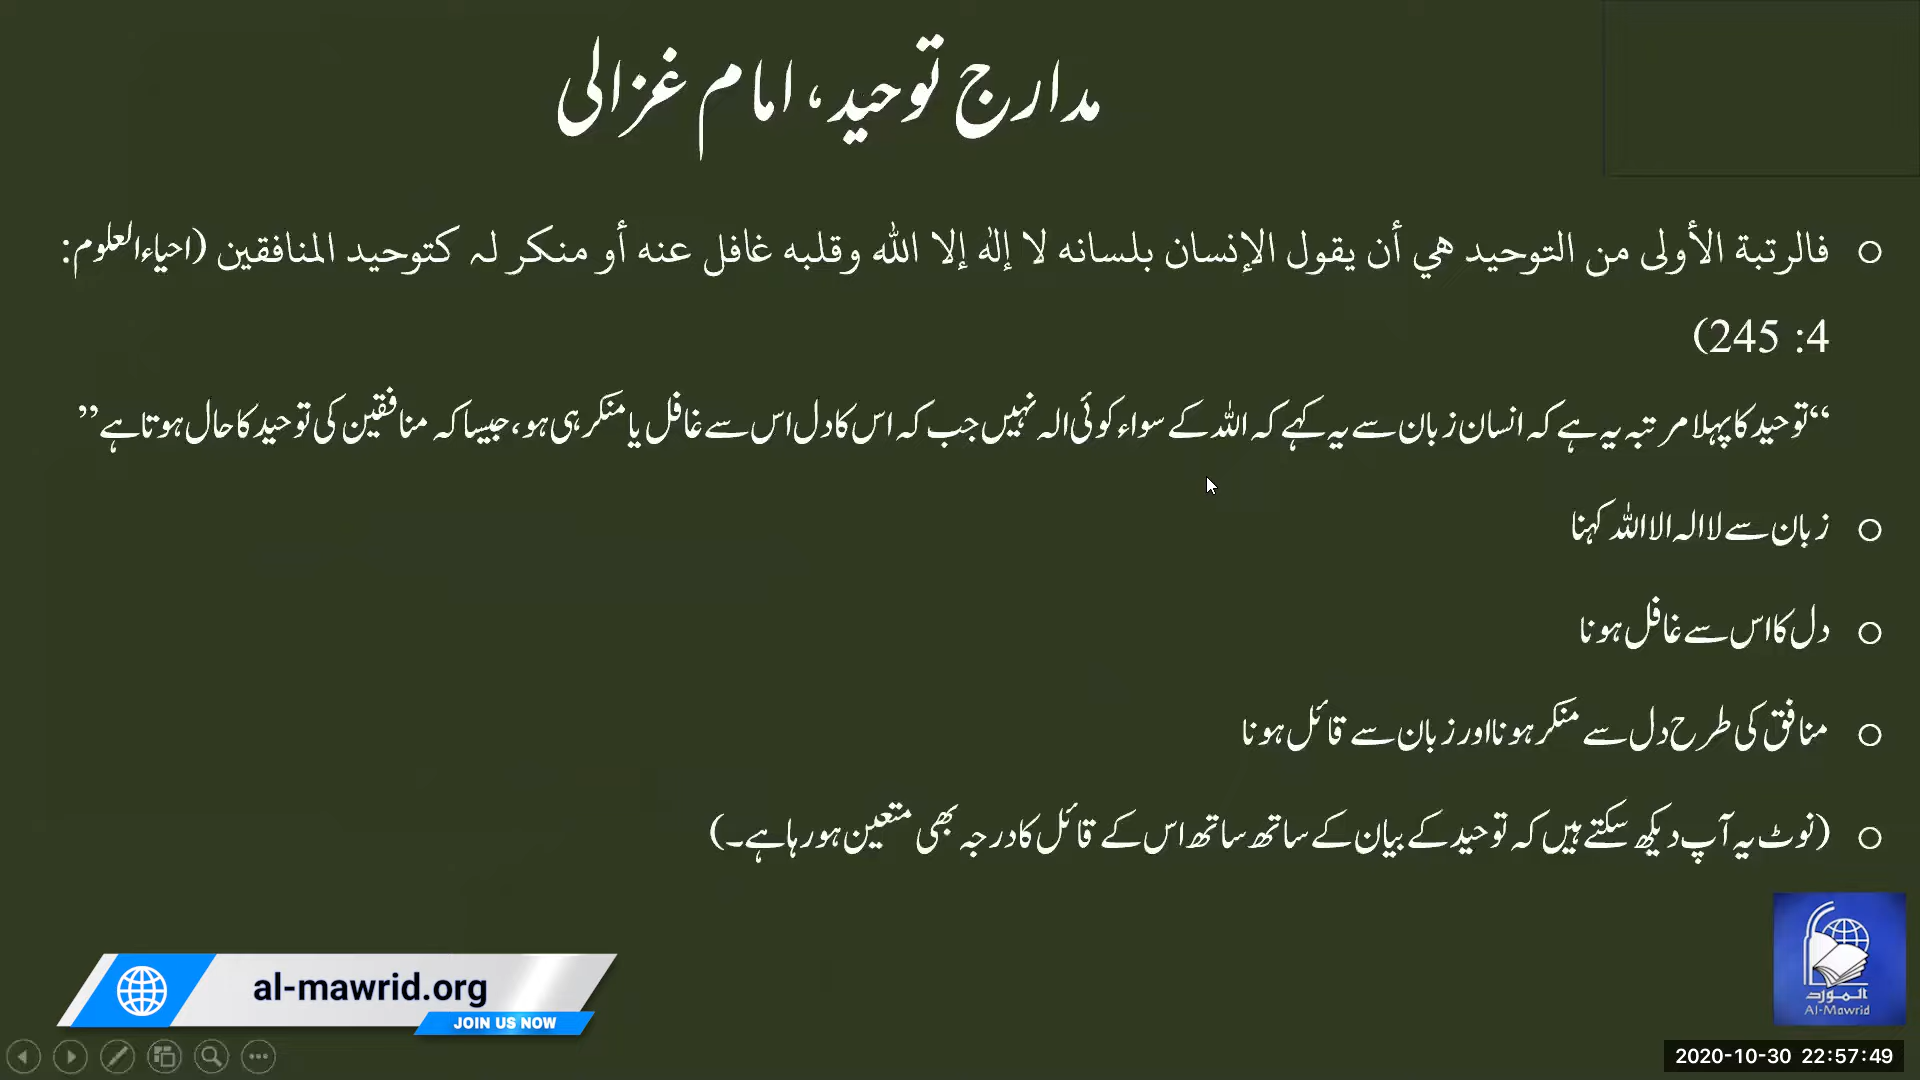 مدارج توحید، امام غزالی
فالرتبة الأولى من التوحيد هي أن يقول الإنسان بلسانه لا إله إلا الله وقلبه غافل عنه أو منكر لہ كتوحيد المنافقين (احیاءالعلوم:
4: 245)
“توحید کا پہلا مرتبہ یہ ہے کہ انسان زبان سے یہ کہے کہ اللہ کے سواء کوئی الہ نہیں جب کہ اس کا دل اس سے غافل یا منکر ہی ہو، جیسا کہ منافقین کی توحید کا حال ہوتا ہے”
زبان سے لا الہ الا اللہ کہنا
دل کا اس سے غافل ہونا
منافق کی طرح دل سے منکر ہونا اور زبان سے قائل ہونا
(نوٹ یہ آپ دیکھ سکتے ہیں کہ توحید کے بیان کے ساتھ ساتھ اس کے قائل کا درجہ بھی متعین ہو رہا ہے۔)
al-mawrid.org
JOIN US NOW
المورد
Al-Mawrid
2020-10-30 22:57:49